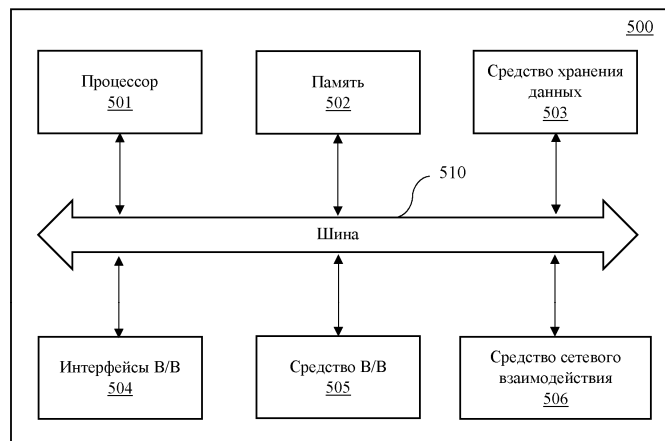 500
Процессор
501
Память
502
Средство хранения
данных
503
510
Шина
Интерфейсы В/В
504
Средство В/В
505
Средство сетевого
взаимодействия
506